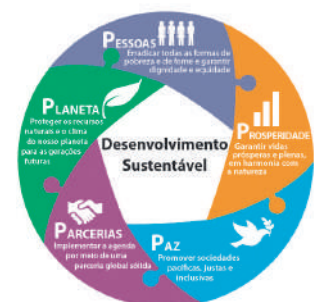 PESSOAS
Erradicar todas as formas de
pobreza e de fome e garantir
dignidade e equidade
PLANETA
Proteger os recursos
naturais e o clima
do nosso planeta
para as gerações
futuras
PROSPERIDADE
Garantir vidas
prósperas e plenas,
em harmonia com
a natureza
Desenvolvimento
Sustentável
PARCERIAS
Implementar a agenda
por meio de uma
parceria global sólida
PAZ
Promover sociedades
pacíficas, justas e
inclusivas